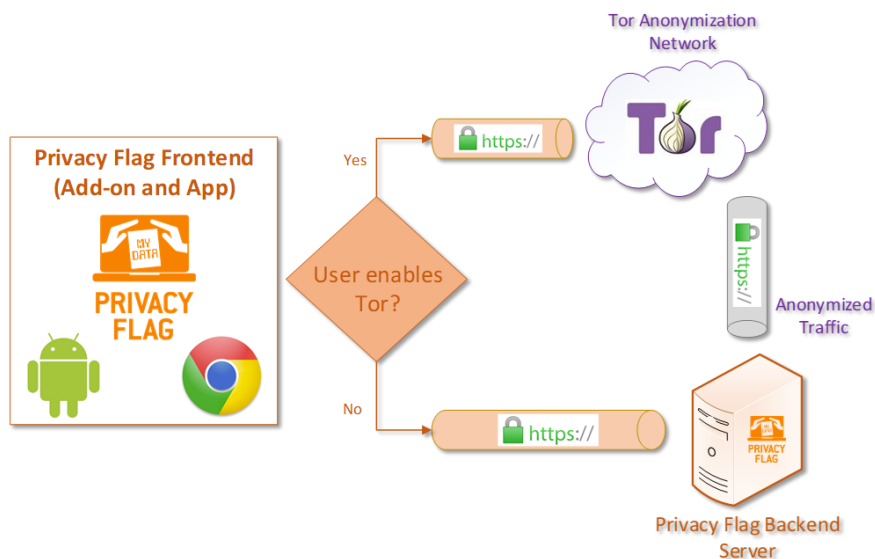 Tor Anonymization
Network
Tor
https://
Yes
Privacy Flag Frontend
(Add-on and App)
MY
DATA
PRIVACY
FLAG
User enables
Tor?
https://
Anonymized
Traffic
No
https://
MY
DATA
PRIVACY
FLAG
Privacy Flag Backend
Server